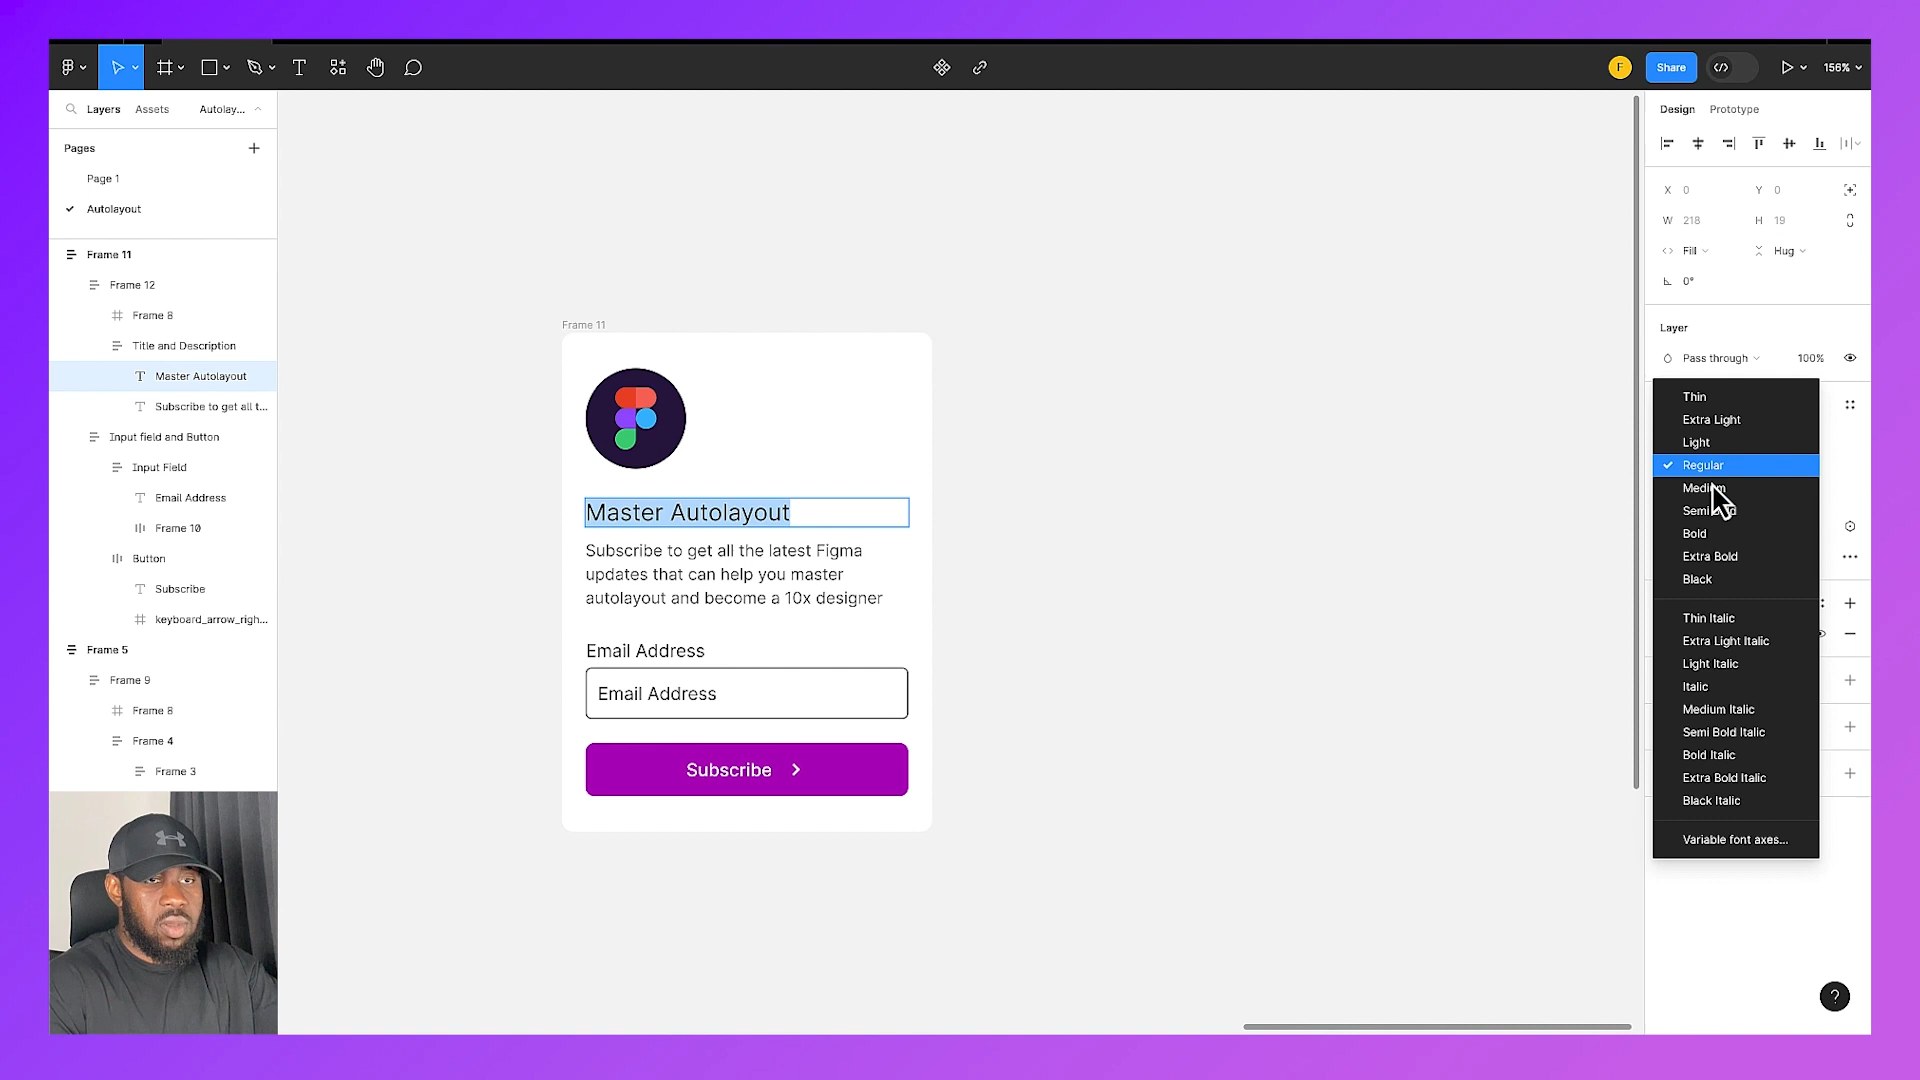 F
Share
156%
Layers
Assets
Autolay...
Pages
Page 1
Autolayout
Frame 11
Frame 12
Frame 8
Title and Description
Master Autolayout
Subscribe to get all t...
Input field and Button
Input Field
Email Address
Frame 10
Button
Subscribe
keyboard_arrow_righ...
Frame 5
Frame 9
Frame 8
Frame 4
Frame 3
Frame 11
Master Autolayout
Subscribe to get all the latest Figma
updates that can help you master
autolayout and become a 10x designer
Email Address
Email Address
Subscribe
Design
Prototype
X 0
Y 0
W 218
H 19
Fill
Hug
0°
Layer
Pass through
100%
Thin
Extra Light
Light
Regular
Medium
Semi Bold
Bold
Extra Bold
Black
Thin Italic
Extra Light Italic
Light Italic
Italic
Medium Italic
Semi Bold Italic
Bold Italic
Extra Bold Italic
Black Italic
Variable font axes...
?